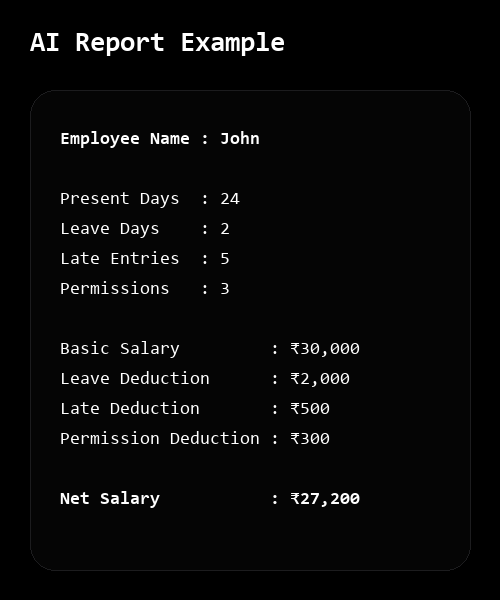 AI Report Example
Employee Name : John
Present Days  : 24
Leave Days    : 2
Late Entries  : 5
Permissions   : 3
Basic Salary         : ₹30,000
Leave Deduction      : ₹2,000
Late Deduction       : ₹500
Permission Deduction : ₹300
Net Salary           : ₹27,200